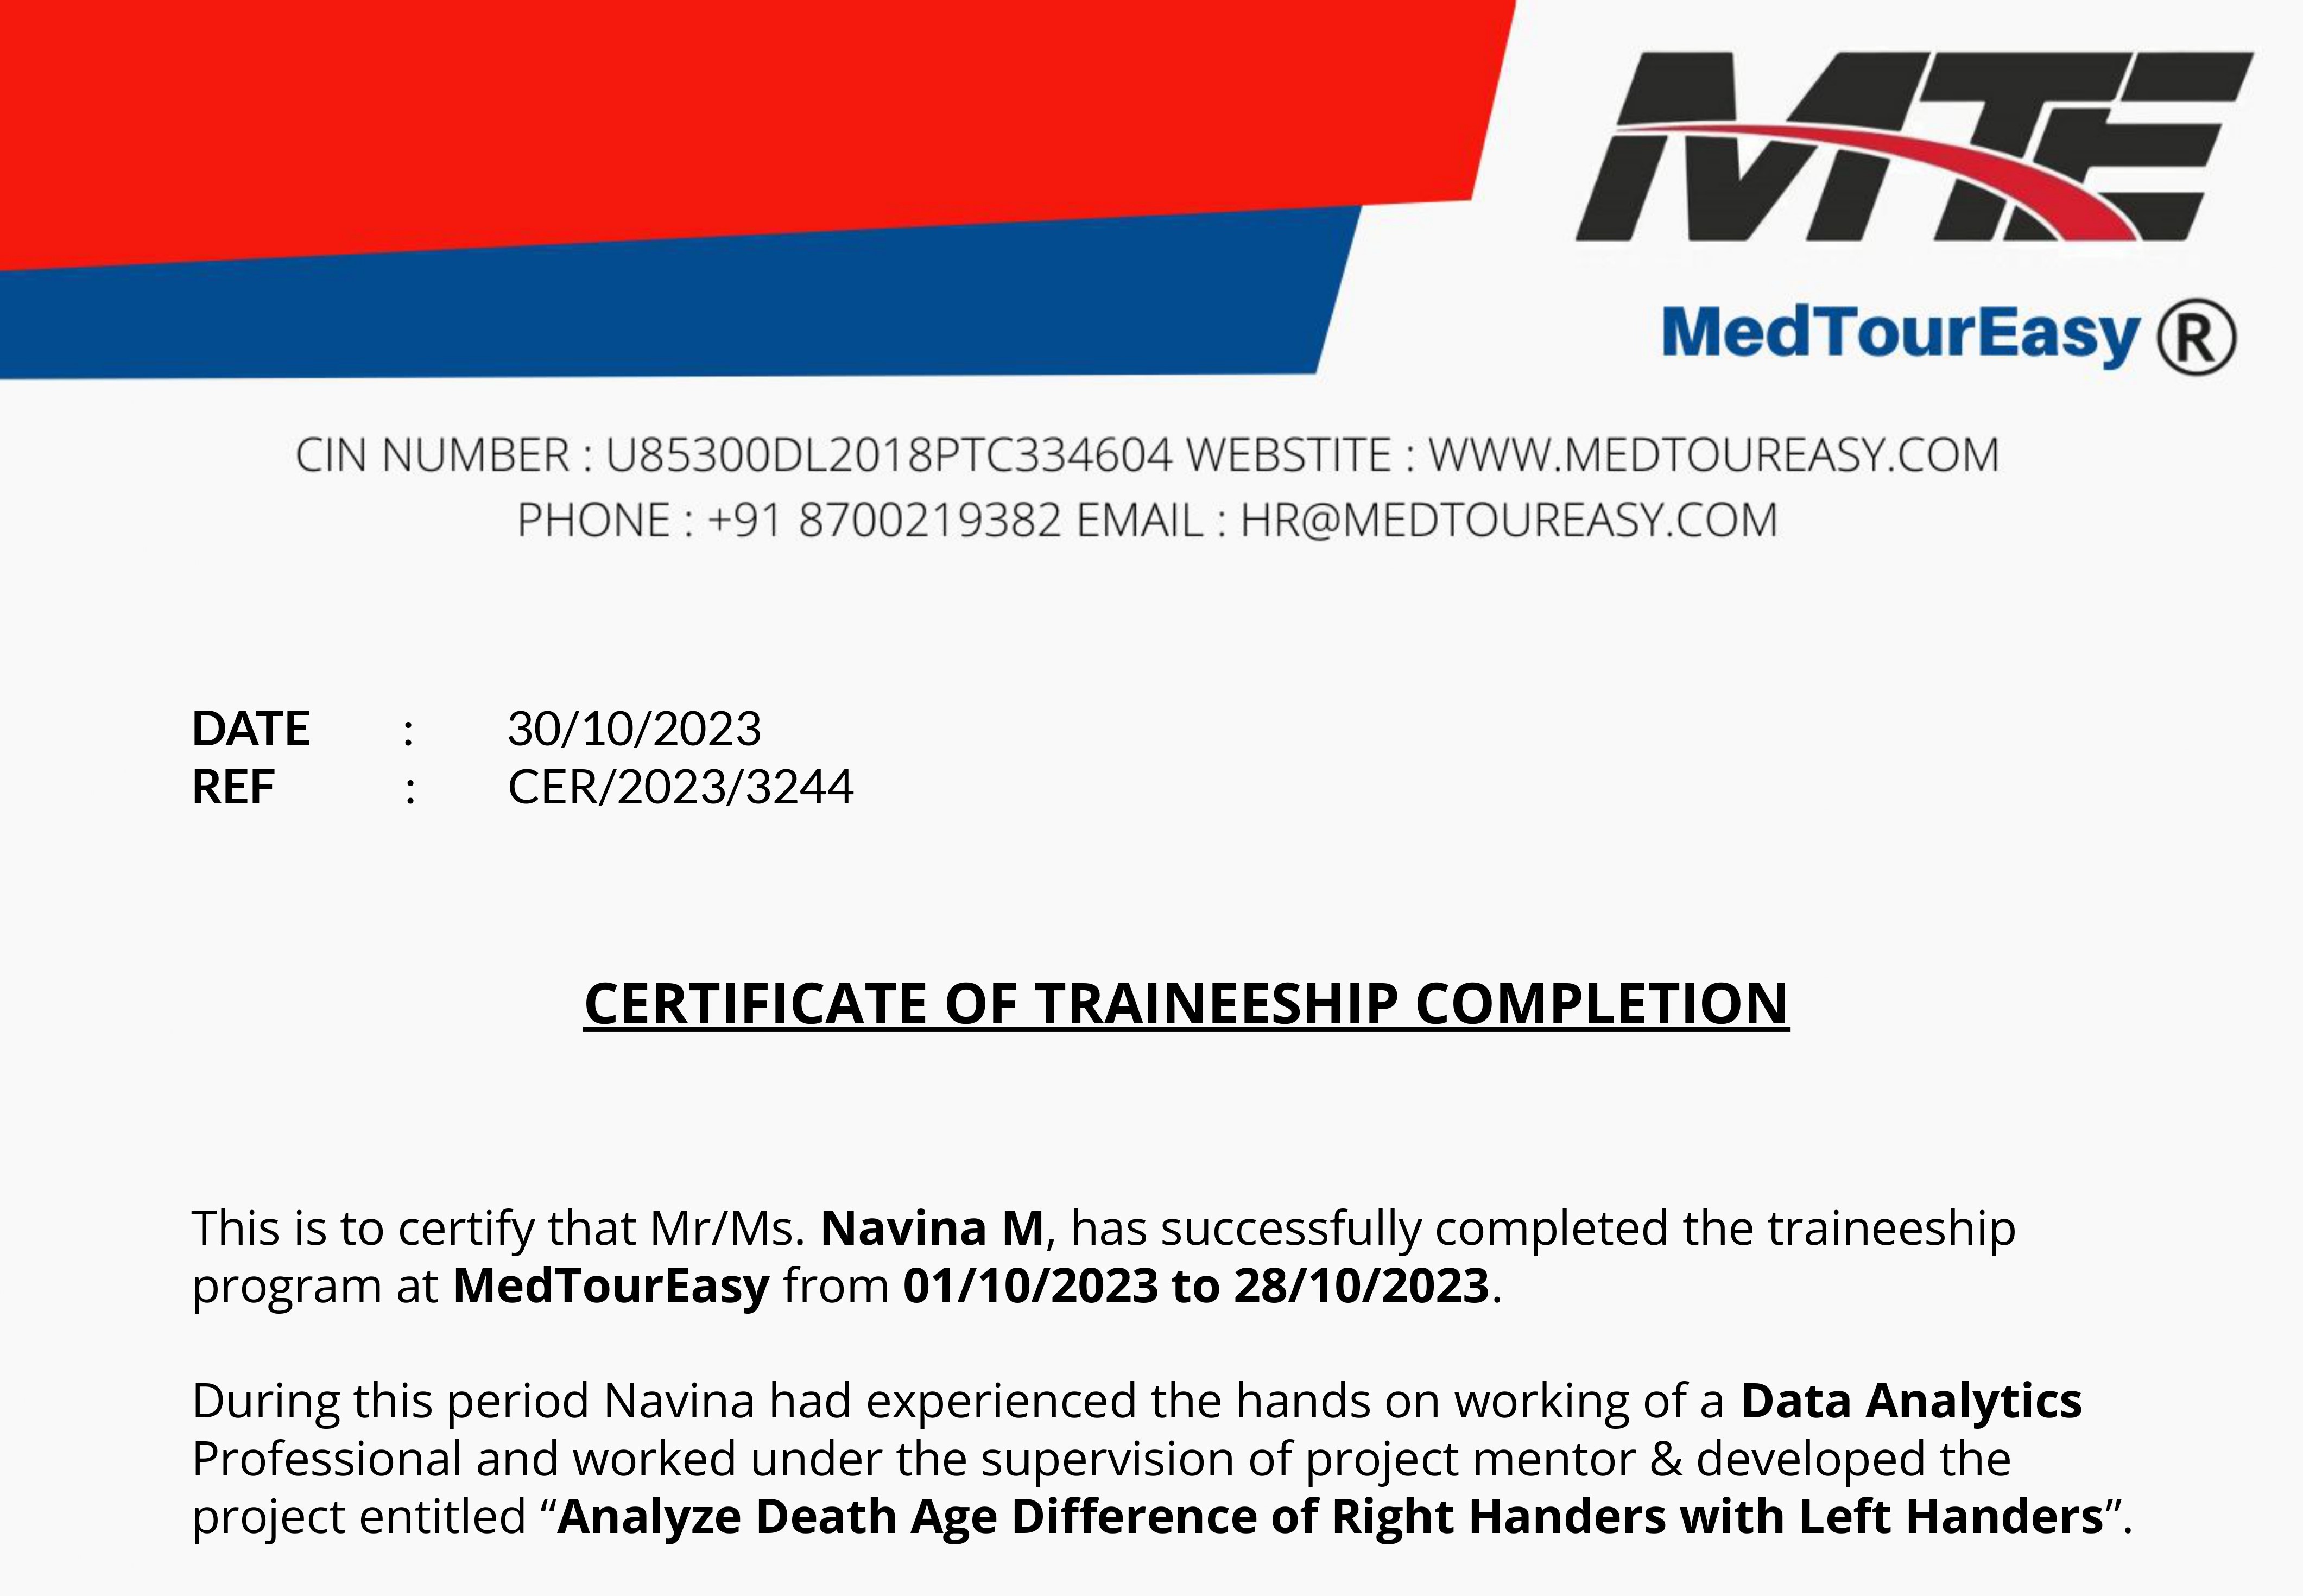 MTE
MedTourEasy ®
CIN NUMBER : U85300DL2018PTC334604 WEBSTITE : WWW.MEDTOUREASY.COM
PHONE : +91 8700219382 EMAIL : HR@MEDTOUREASY.COM
DATE : 30/10/2023
REF : CER/2023/3244
CERTIFICATE OF TRAINEESHIP COMPLETION
This is to certify that Mr/Ms. Navina M, has successfully completed the traineeship
program at MedTourEasy from 01/10/2023 to 28/10/2023.
During this period Navina had experienced the hands on working of a Data Analytics
Professional and worked under the supervision of project mentor & developed the
project entitled “Analyze Death Age Difference of Right Handers with Left Handers”.